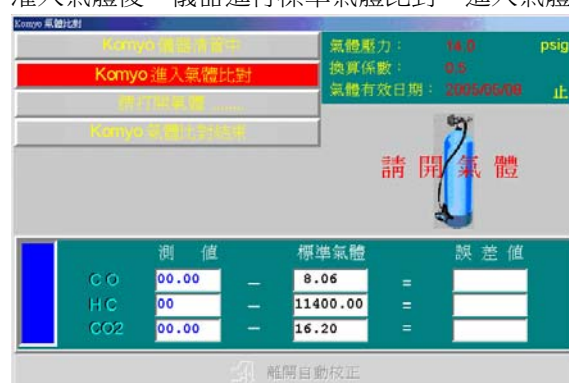 灌入氣體後，儀器進行標準氣體比對，進入氣體
Komyo 氣體比對
Komyo 儀器清管中
Komyo 進入氣體比對
請打開氣體 .......
Komyo 氣體比對結束
氣體壓力： 14.0 psig
換算係數： 0.5
氣體有效日期： 2005/05/08 止
請 開 氣 體
測 值 標準氣體 誤 差 值
CO 00.00 – 8.06 =
HC 00 – 11400.00 =
CO2 00.00 – 16.20 =
離開自動校正